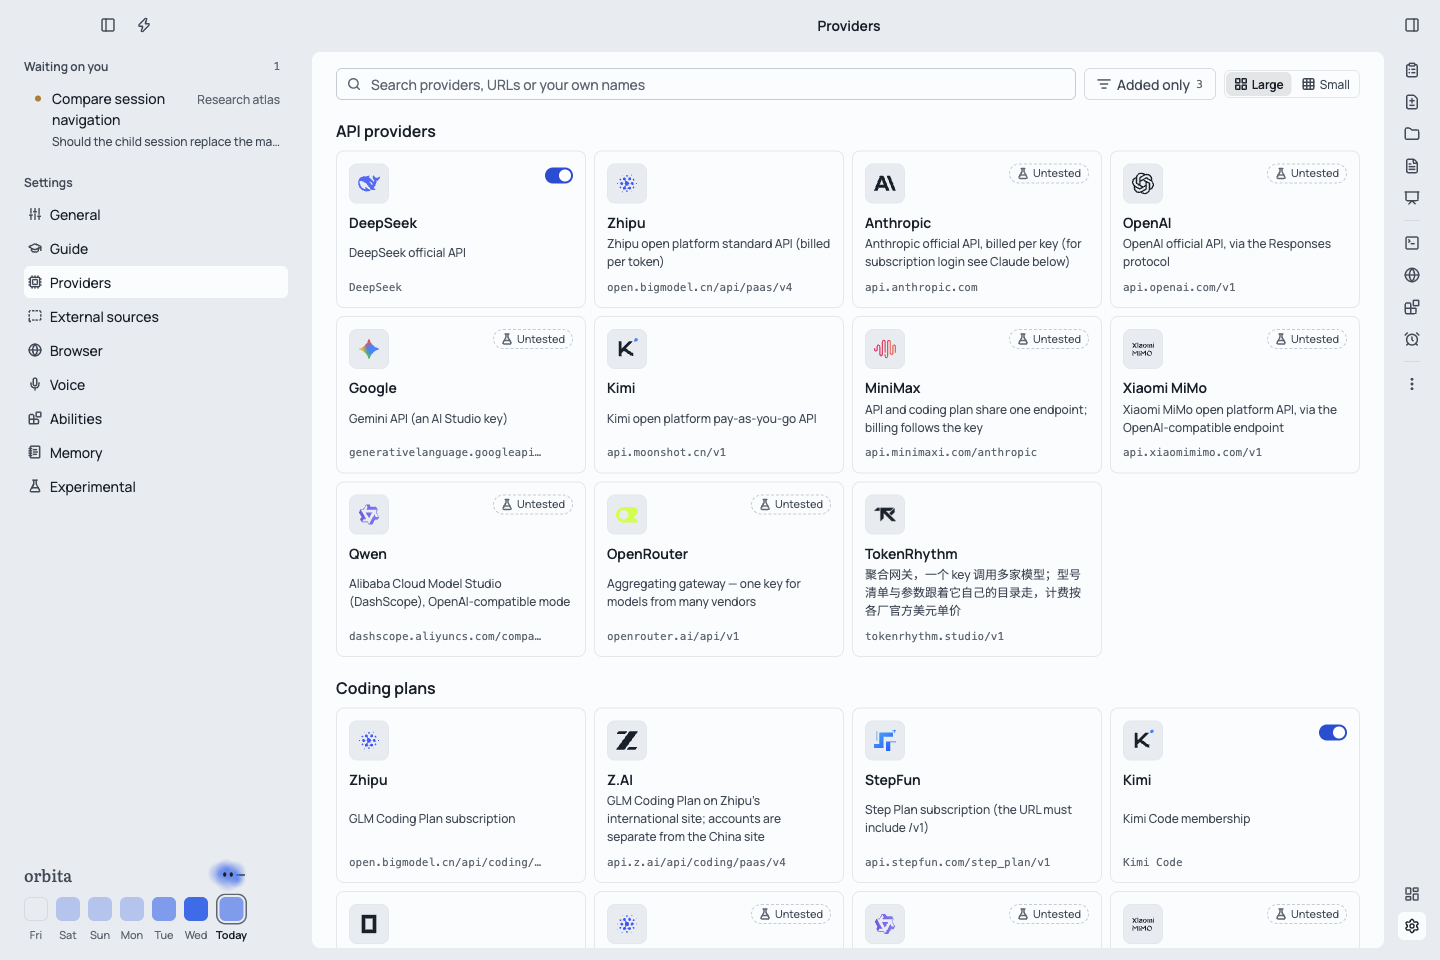 Providers
Waiting on you 1
Compare session navigation Research atlas
Should the child session replace the ma…
Settings
General
Guide
Providers
External sources
Browser
Voice
Abilities
Memory
Experimental
orbita
Fri Sat Sun Mon Tue Wed Today
Search providers, URLs or your own names
Added only 3
Large Small
API providers
DeepSeek
DeepSeek official API
DeepSeek
Zhipu
Zhipu open platform standard API (billed
per token)
open.bigmodel.cn/api/paas/v4
Untested
Anthropic
Anthropic official API, billed per key (for
subscription login see Claude below)
api.anthropic.com
Untested
OpenAI
OpenAI official API, via the Responses
protocol
api.openai.com/v1
Untested
Google
Gemini API (an AI Studio key)
generativelanguage.googleapi…
Kimi
Kimi open platform pay-as-you-go API
api.moonshot.cn/v1
Untested
MiniMax
API and coding plan share one endpoint;
billing follows the key
api.minimaxi.com/anthropic
xiaomi
MIMO
Untested
Xiaomi MiMo
Xiaomi MiMo open platform API, via the
OpenAI-compatible endpoint
api.xiaomimimo.com/v1
Untested
Qwen
Alibaba Cloud Model Studio
(DashScope), OpenAI-compatible mode
dashscope.aliyuncs.com/compa…
Untested
OpenRouter
Aggregating gateway — one key for
models from many vendors
openrouter.ai/api/v1
TokenRhythm
聚合网关，一个 key 调用多家模型；型号
清单与参数跟着它自己的目录走，计费按
各厂官方美元单价
tokenrhythm.studio/v1
Coding plans
Zhipu
GLM Coding Plan subscription
open.bigmodel.cn/api/coding/…
Z.AI
GLM Coding Plan on Zhipu's
international site; accounts are
separate from the China site
api.z.ai/api/coding/paas/v4
StepFun
Step Plan subscription (the URL must
include /v1)
api.stepfun.com/step_plan/v1
Kimi
Kimi Code membership
Kimi Code
Untested
Untested
xiaomi
MIMO
Untested